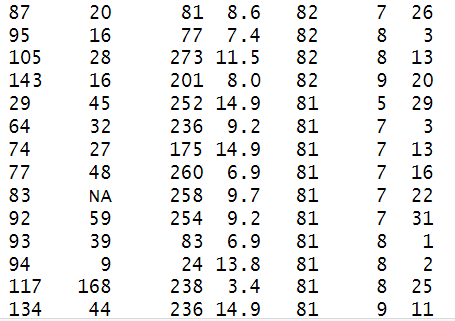 87 20 81 8.6 82 7 26
95 16 77 7.4 82 8 3
105 28 273 11.5 82 8 13
143 16 201 8.0 82 9 20
29 45 252 14.9 81 5 29
64 32 236 9.2 81 7 3
74 27 175 14.9 81 7 13
77 48 260 6.9 81 7 16
83 NA 258 9.7 81 7 22
92 59 254 9.2 81 7 31
93 39 83 6.9 81 8 1
94 9 24 13.8 81 8 2
117 168 238 3.4 81 8 25
134 44 236 14.9 81 9 11